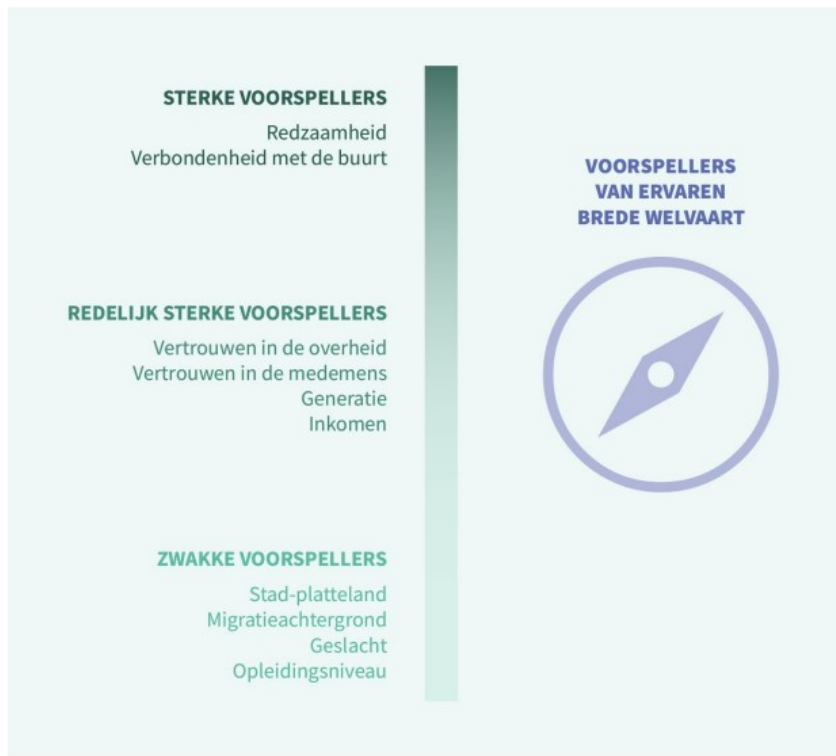 STERKE VOORSPELLERS
Redzaamheid
Verbondenheid met de buurt
REDELIJK STERKE VOORSPELLERS
Vertrouwen in de overheid
Vertrouwen in de medemens
Generatie
Inkomen
ZWAKKE VOORSPELLERS
Stad-platteland
Migratieachtergrond
Geslacht
Opleidingsniveau
VOORSPELLERS
VAN ERVAREN
BREDE WELVAART